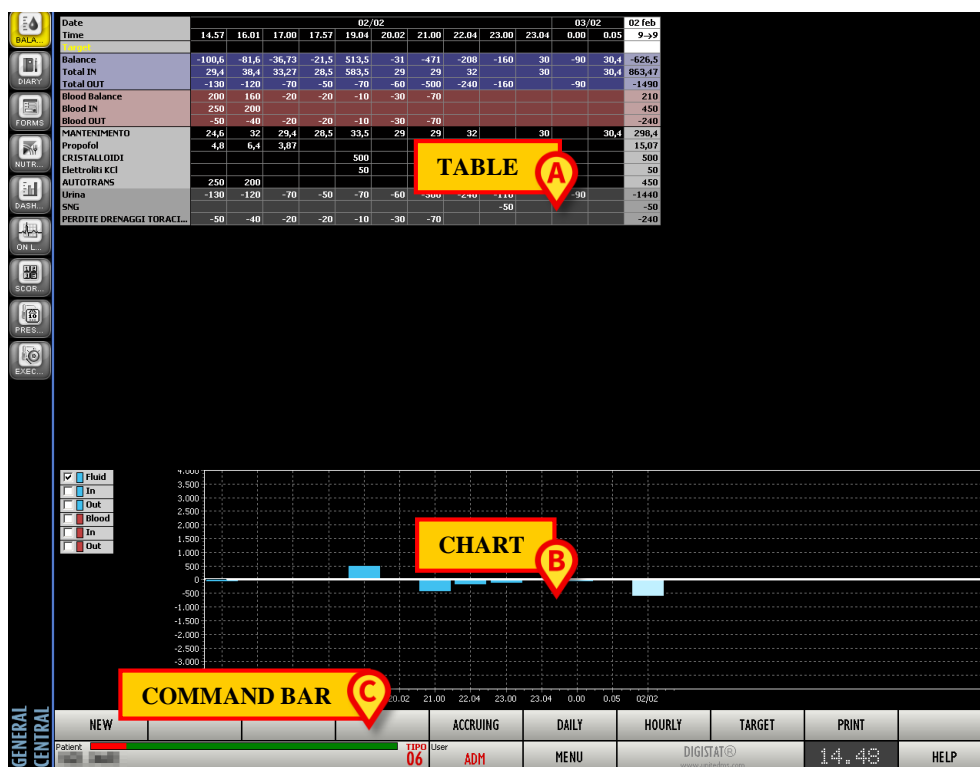 BALA...
DIARY
FORMS
NUTR...
DASH...
ON L...
SCOR...
PRES...
EXEC...
Date 02/02 03/02 02 feb
Time 14.57 16.01 17.00 17.57 19.04 20.02 21.00 22.04 23.00 23.04 0.00 0.05 9→9
Target
Balance -100,6 -81,6 -36,73 -21,5 513,5 -31 -471 -208 -160 30 -90 30,4 -626,5
Total IN 29,4 38,4 33,27 28,5 583,5 29 29 32 30 30,4 863,47
Total OUT -130 -120 -70 -50 -70 -60 -500 -240 -160 -90 -1490
Blood Balance 200 160 -20 -20 -10 -30 -70 210
Blood IN 250 200 450
Blood OUT -50 -40 -20 -20 -10 -30 -70 -240
MANTENIMENTO 24,6 32 29,4 28,5 33,5 29 29 32 30 30,4 298,4
Propofol 4,8 6,4 3,87 15,07
CRISTALLOIDI 500 500
Elettroliti KCl 50 50
AUTOTRANS 250 200 450
Urina -130 -120 -70 -50 -70 -60 -90 -1440
SNG -50 -50
PERDITE DRENAGGI TORACI... -50 -40 -20 -20 -10 -30 -70 -240
TABLE A
Fluid
In
Out
Blood
In
Out
4.000
3.500
3.000
2.500
2.000
1.500
1.000
500
0
-500
-1.000
-1.500
-2.000
-2.500
-3.000
CHART B
20.02 21.00 22.04 23.00 23.04 0.00 0.05 02/02
COMMAND BAR C
GENERAL
CENTRAL
NEW ACCRUING DAILY HOURLY TARGET PRINT
Patient TIPO 06 User ADM MENU DIGISTAT® 14.48 HELP